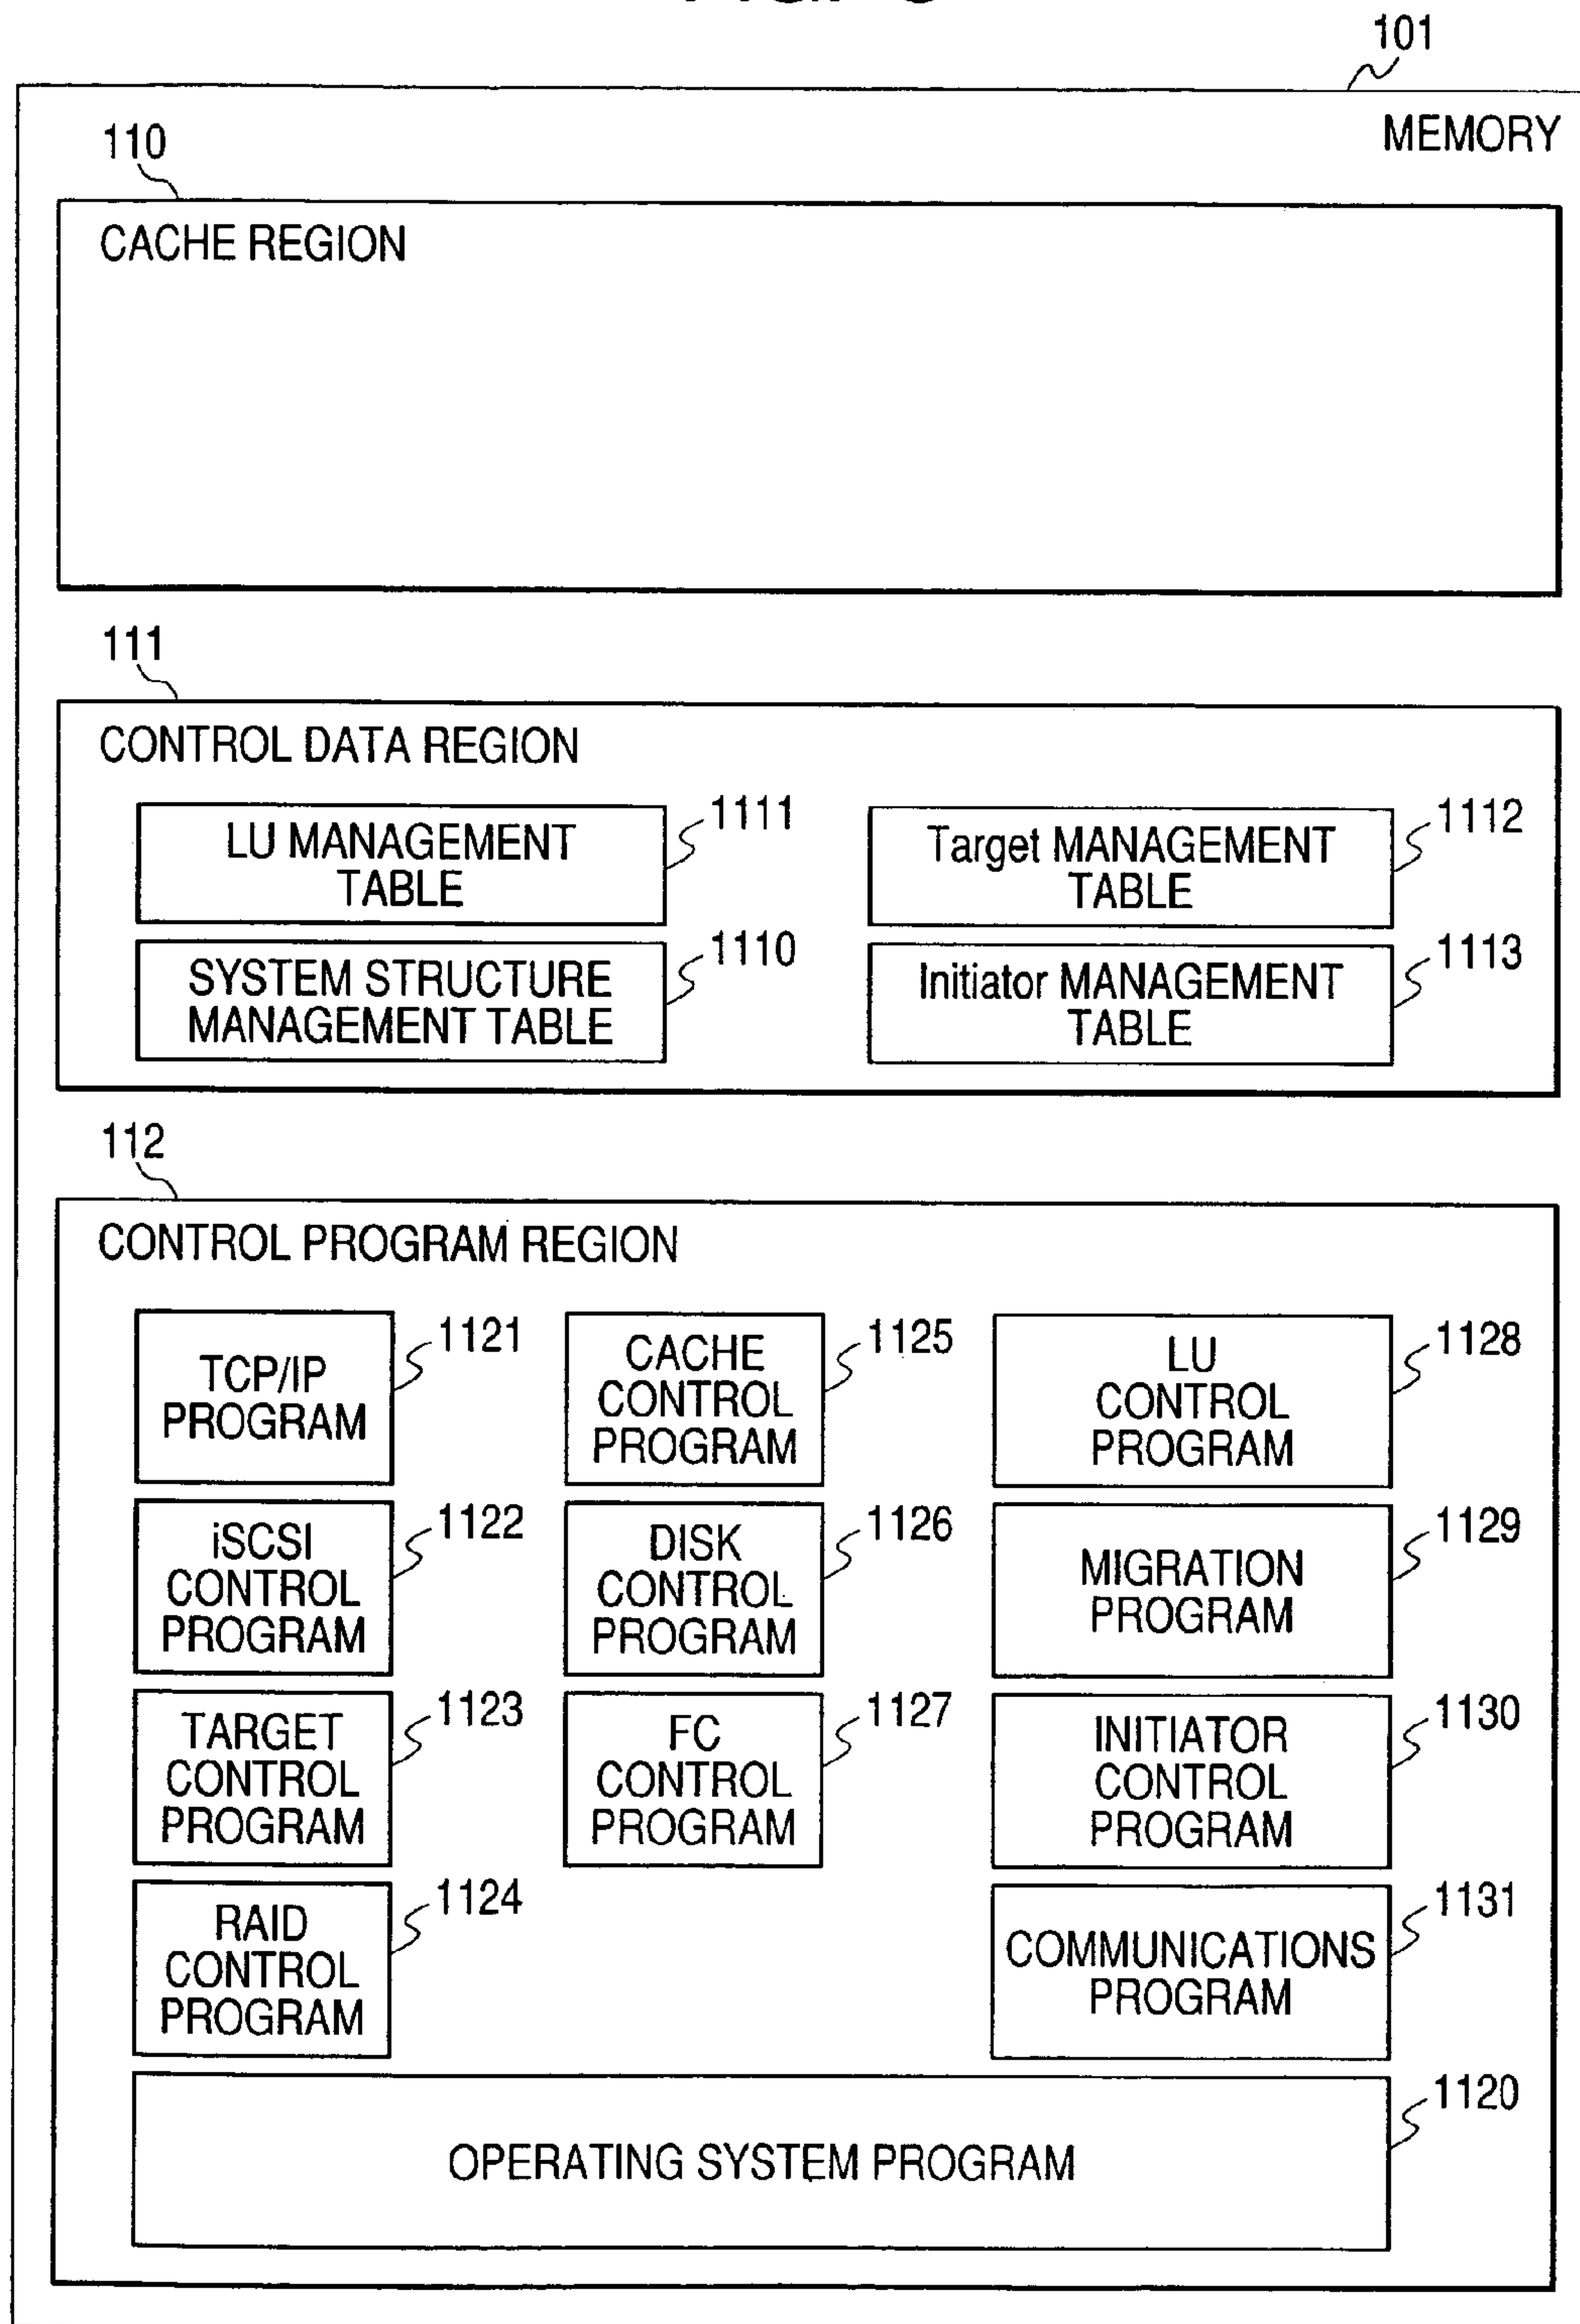 101
MEMORY
110
CACHE REGION
111
CONTROL DATA REGION
LU MANAGEMENT
TABLE
1111
Target MANAGEMENT
TABLE
1112
SYSTEM STRUCTURE
MANAGEMENT TABLE
1110
Initiator MANAGEMENT
TABLE
1113
112
CONTROL PROGRAM REGION
TCP/IP
PROGRAM
1121
CACHE
CONTROL
PROGRAM
1125
LU
CONTROL
PROGRAM
1128
iSCSI
CONTROL
PROGRAM
1122
DISK
CONTROL
PROGRAM
1126
MIGRATION
PROGRAM
1129
TARGET
CONTROL
PROGRAM
1123
FC
CONTROL
PROGRAM
1127
INITIATOR
CONTROL
PROGRAM
1130
RAID
CONTROL
PROGRAM
1124
COMMUNICATIONS
PROGRAM
1131
OPERATING SYSTEM PROGRAM
1120